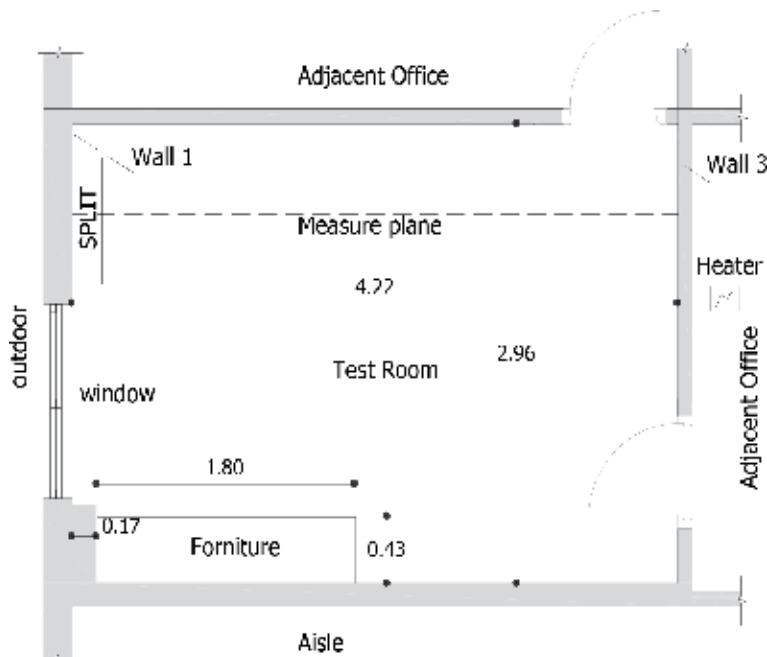 Adjacent Office
Wall 1
Wall 3
SPLIT
Measure plane
Heater
4.22
outdoor
2.96
Test Room
window
Adjacent Office
1.80
0.17
Forniture
0.43
Aisle